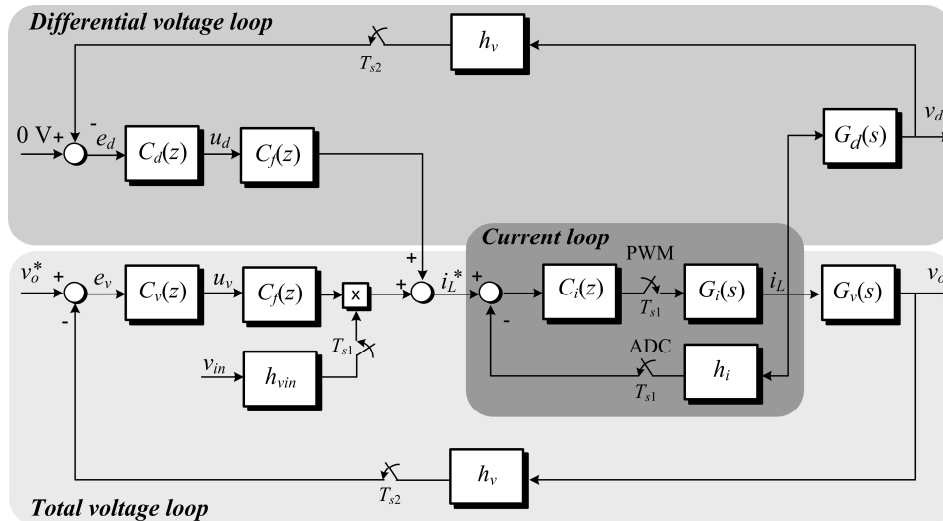 Differential voltage loop
h_v
T_s2
v_d
0 V + - e_d C_d(z) u_d C_f(z) G_d(s)
Current loop
v_o* + e_v C_v(z) u_v C_f(z) x + + i_L* + C_i(z) PWM T_s1 G_i(s) i_L G_v(s) v_o
- -
T_s1 ADC
v_in h_vin T_s1 h_i
h_v
T_s2
Total voltage loop